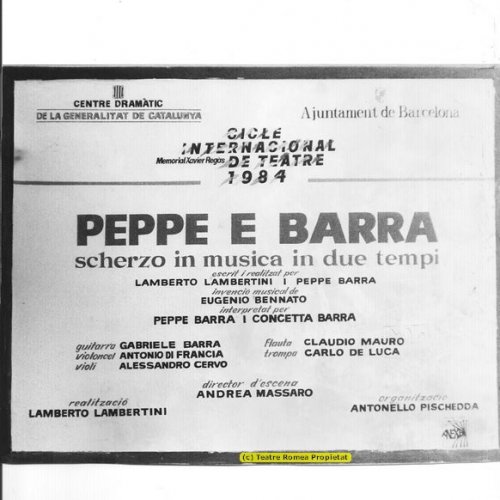 CENTRE DRAMÀTIC
DE LA GENERALITAT DE CATALUNYA
Ajuntament de Barcelona
CICLE
INTERNACIONAL
Memorial Xavier Regàs DE TEATRE
1984
PEPPE E BARRA
scherzo in musica in due tempi
escrit i realitzat per
LAMBERTO LAMBERTINI I PEPPE BARRA
invenció musical de
EUGENIO BENNATO
interpretat per
PEPPE BARRA I CONCETTA BARRA
guitarra GABRIELE BARRA
violoncel ANTONIO DI FRANCIA
violí ALESSANDRO CERVO
flauta CLAUDIO MAURO
trompa CARLO DE LUCA
director d'escena
ANDREA MASSARO
realització
LAMBERTO LAMBERTINI
organització
ANTONELLO PISCHEDDA
(c) Teatre Romea Propietat